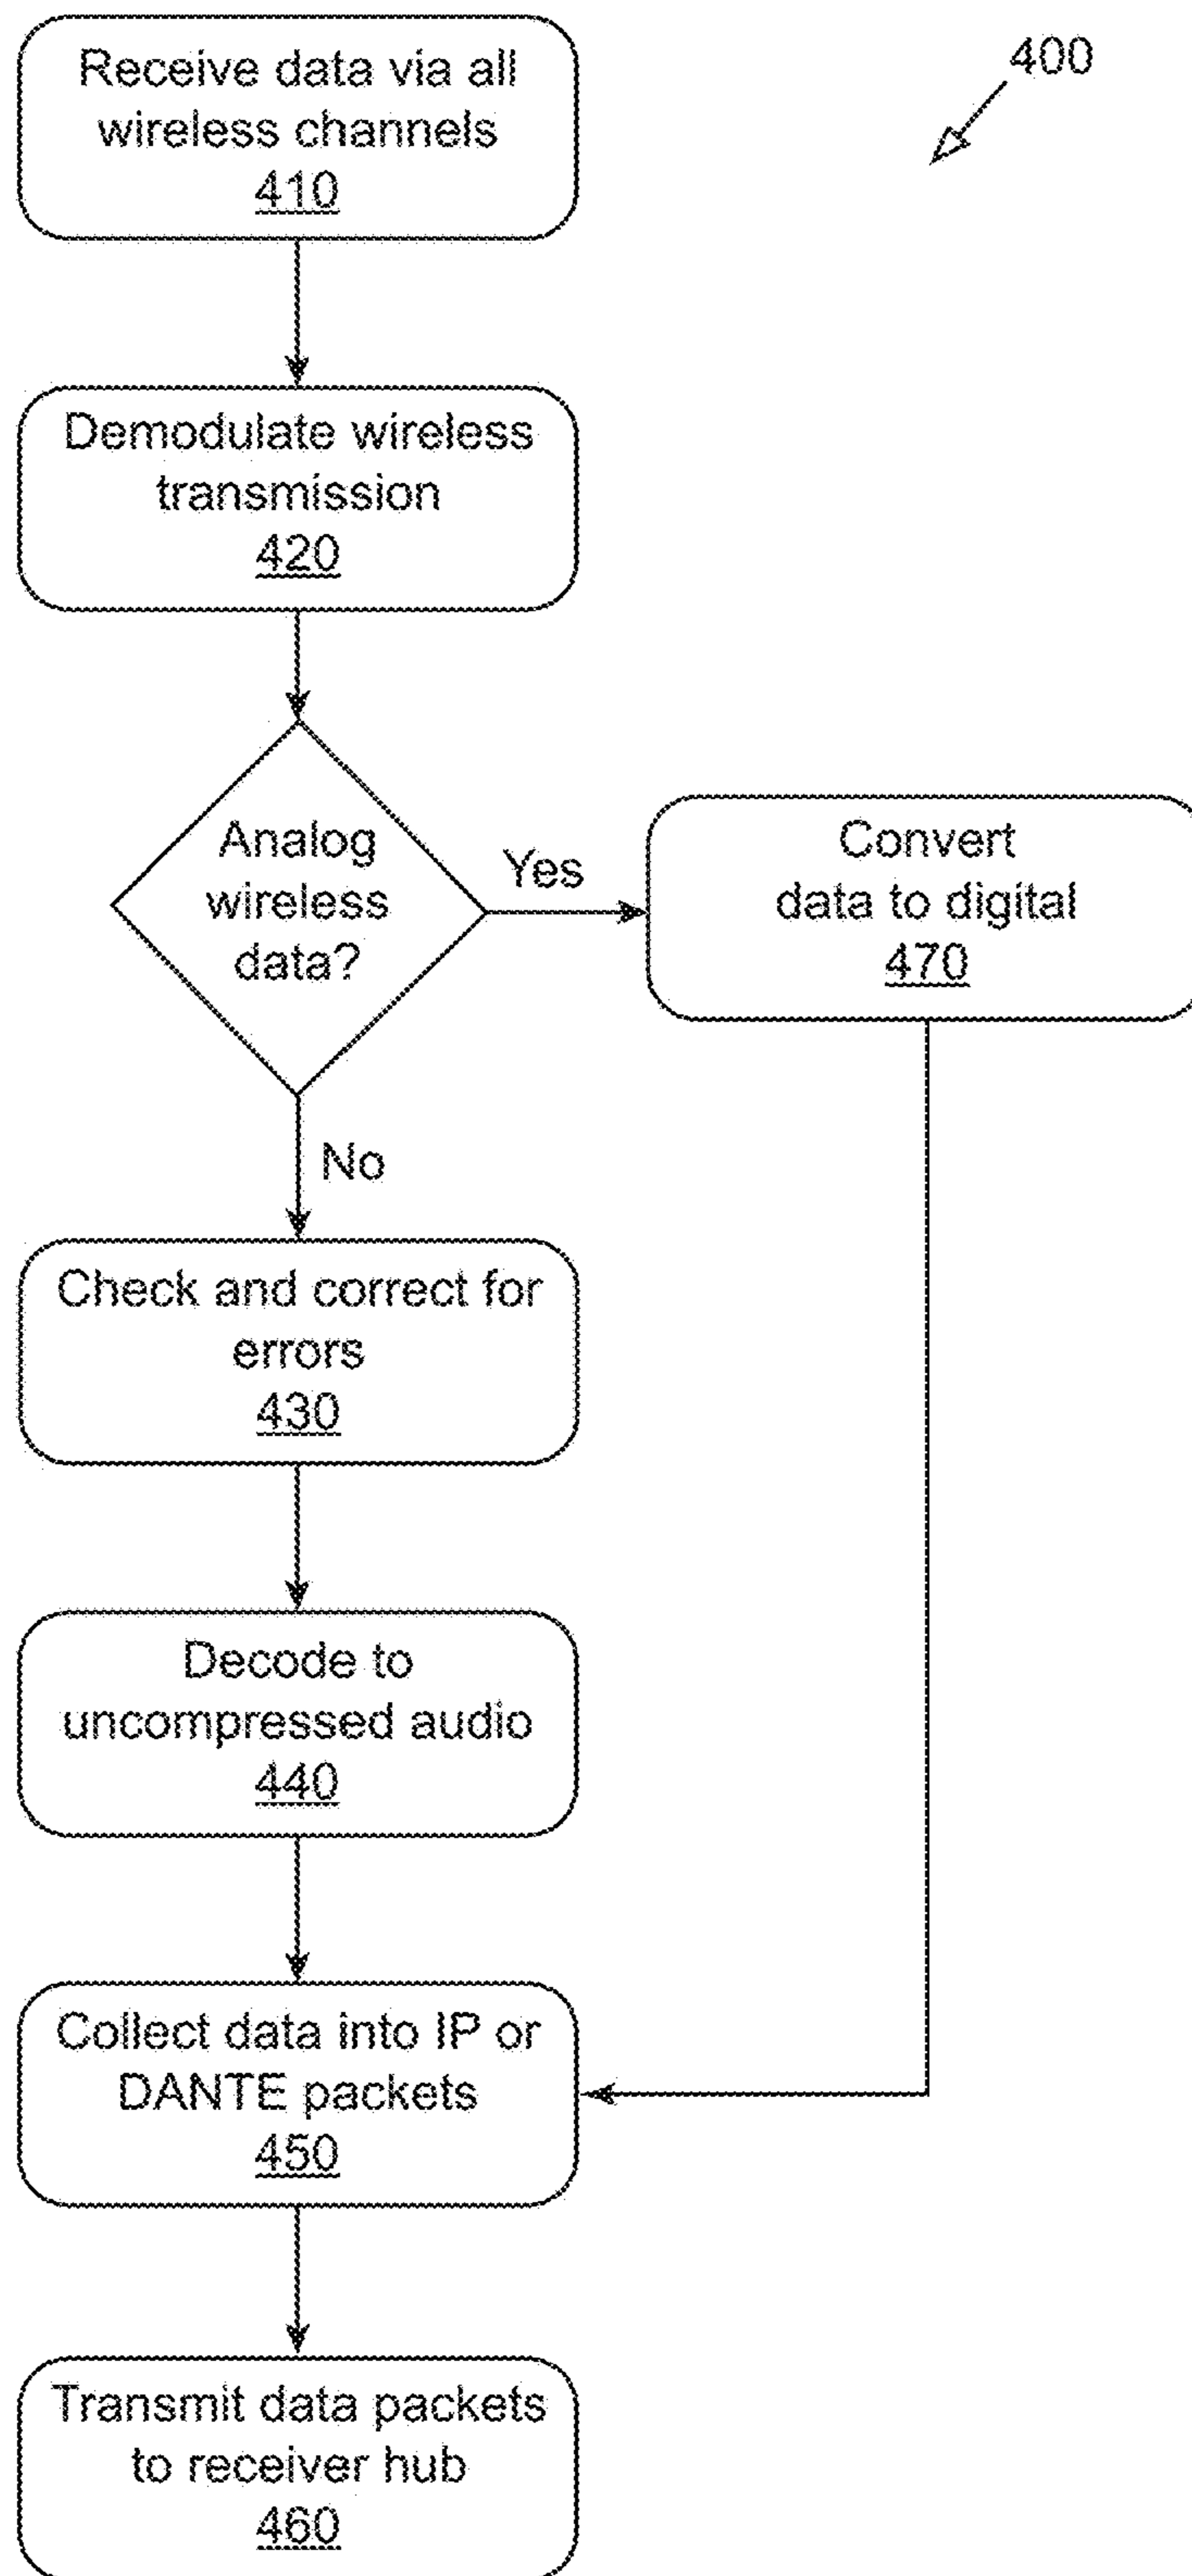 400
Receive data via all
wireless channels
410
Demodulate wireless
transmission
420
Analog
wireless
data?
Yes
Convert
data to digital
470
No
Check and correct for
errors
430
Decode to
uncompressed audio
440
Collect data into IP or
DANTE packets
450
Transmit data packets
to receiver hub
460